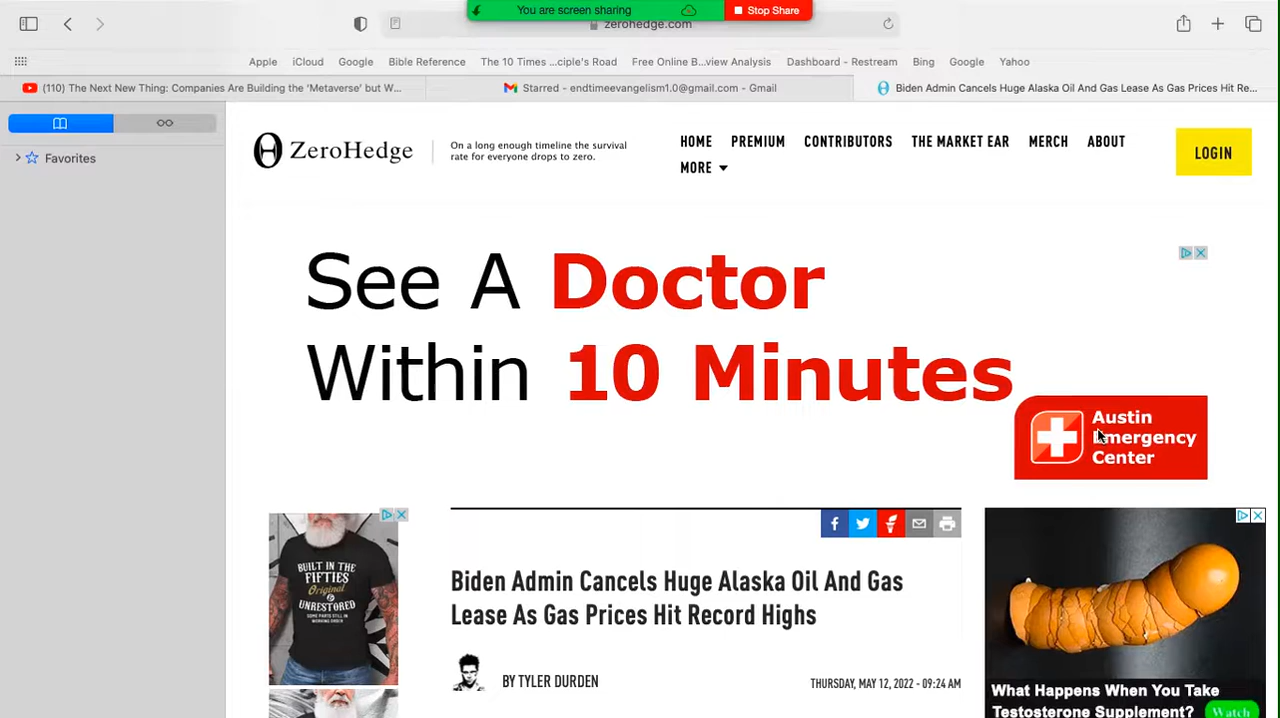 You are screen sharing
Stop Share
zerohedge.com
Apple iCloud Google Bible Reference The 10 Times ...ciple's Road Free Online B...view Analysis Dashboard - Restream Bing Google Yahoo
(110) The Next New Thing: Companies Are Building the 'Metaverse' but W...
Starred - endtimeevangelism1.0@gmail.com - Gmail
Biden Admin Cancels Huge Alaska Oil And Gas Lease As Gas Prices Hit Re...
Favorites
ZeroHedge
On a long enough timeline the survival
rate for everyone drops to zero.
HOME PREMIUM CONTRIBUTORS THE MARKET EAR MERCH ABOUT
MORE
LOGIN
See A Doctor
Within 10 Minutes
Austin
Emergency
Center
BUILT IN THE
FIFTIES
Original
&
UNRESTORED
SOME PARTS STILL IN
WORKING ORDER
Biden Admin Cancels Huge Alaska Oil And Gas
Lease As Gas Prices Hit Record Highs
BY TYLER DURDEN
THURSDAY, MAY 12, 2022 - 09:24 AM
What Happens When You Take
Testosterone Supplement?
Watch